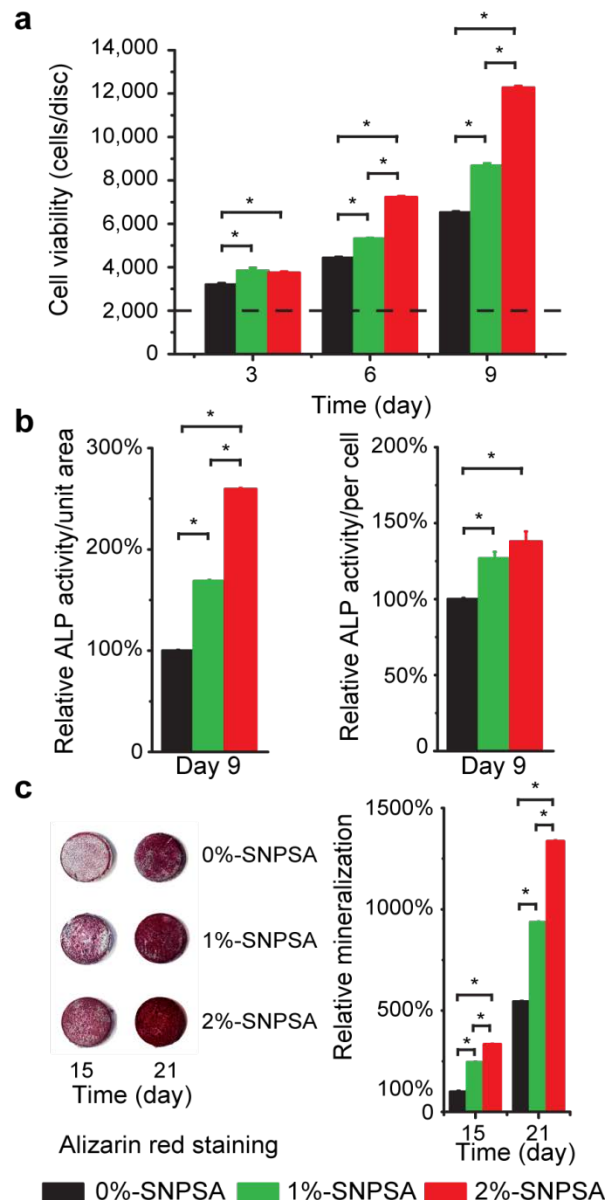 a
Cell viability (cells/disc)
14,000
12,000
10,000
8,000
6,000
4,000
2,000
0
* * * * * * * *
3 6 9
Time (day)
b
Relative ALP activity/unit area
300%
200%
100%
0
* * *
Day 9
Relative ALP activity/per cell
200%
150%
100%
50%
0
* *
Day 9
c
0%-SNPSA
1%-SNPSA
2%-SNPSA
15 21
Time (day)
Alizarin red staining
Relative mineralization
1500%
1000%
500%
100%
0
* * * * * *
15 21
Time (day)
0%-SNPSA 1%-SNPSA 2%-SNPSA